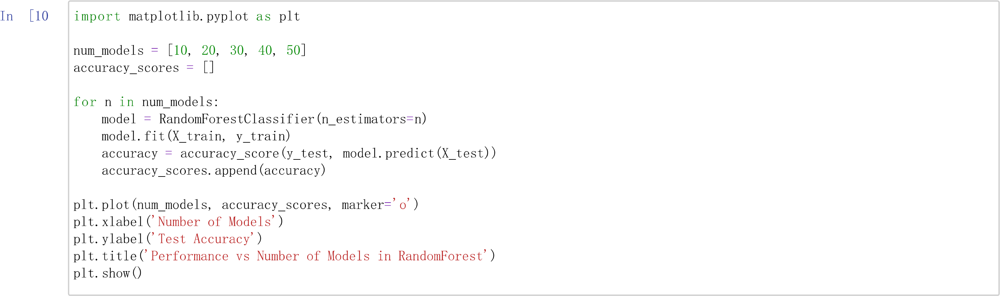 In [10
import matplotlib.pyplot as plt
num_models = [10, 20, 30, 40, 50]
accuracy_scores = []
for n in num_models:
    model = RandomForestClassifier(n_estimators=n)
    model.fit(X_train, y_train)
    accuracy = accuracy_score(y_test, model.predict(X_test))
    accuracy_scores.append(accuracy)
plt.plot(num_models, accuracy_scores, marker='o')
plt.xlabel('Number of Models')
plt.ylabel('Test Accuracy')
plt.title('Performance vs Number of Models in RandomForest')
plt.show()